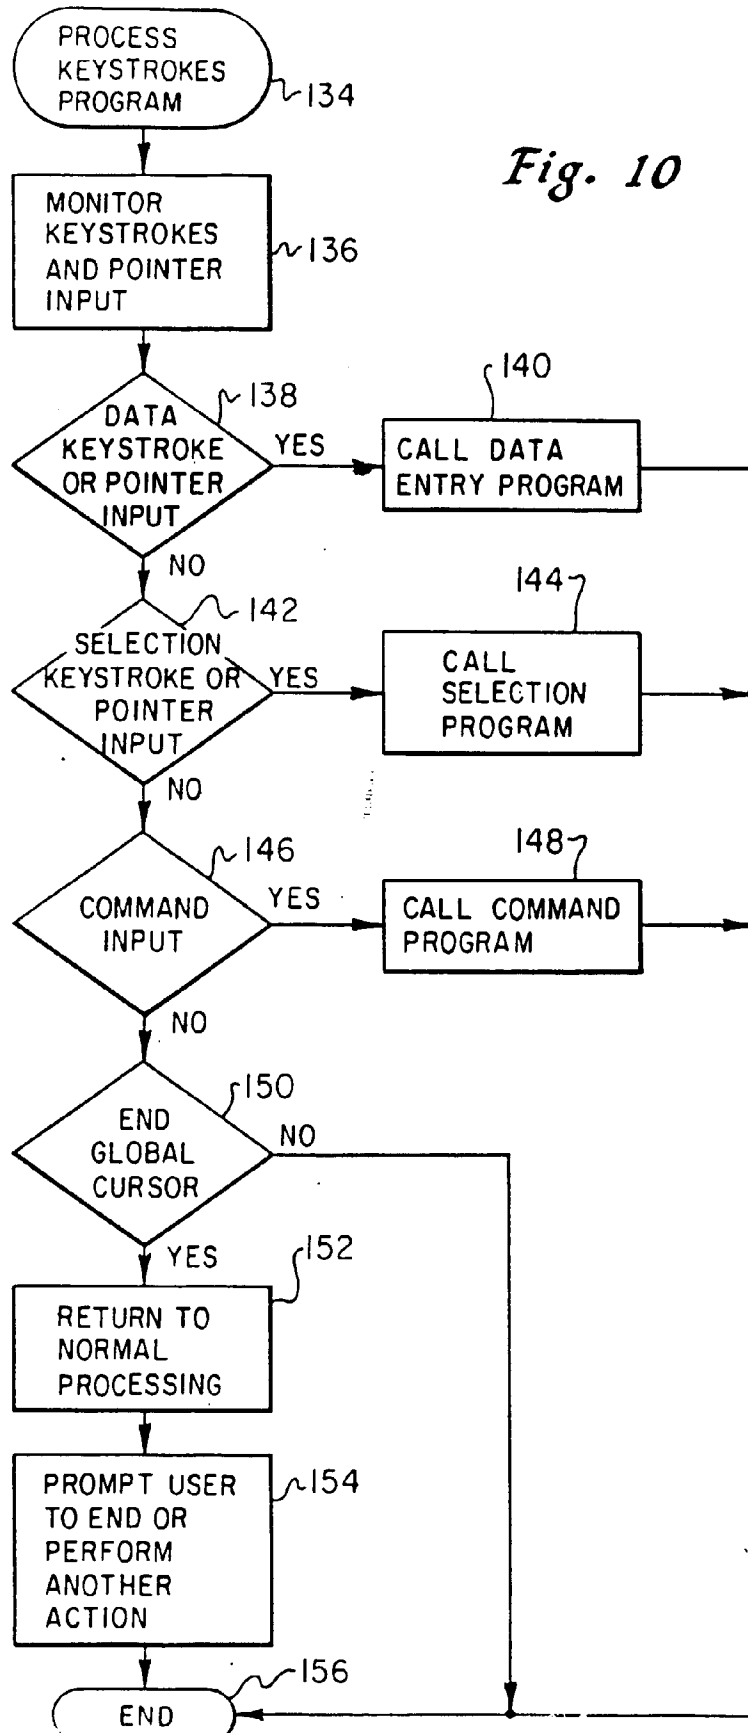 PROCESS
KEYSTROKES
PROGRAM
134
Fig. 10
MONITOR
KEYSTROKES
AND POINTER
INPUT
136
DATA
KEYSTROKE
OR POINTER
INPUT
138
YES
CALL DATA
ENTRY PROGRAM
140
NO
SELECTION
KEYSTROKE OR
POINTER
INPUT
142
YES
CALL
SELECTION
PROGRAM
144
NO
COMMAND
INPUT
146
YES
CALL COMMAND
PROGRAM
148
NO
END
GLOBAL
CURSOR
150
NO
YES
RETURN TO
NORMAL
PROCESSING
152
PROMPT USER
TO END OR
PERFORM
ANOTHER
ACTION
154
END
156